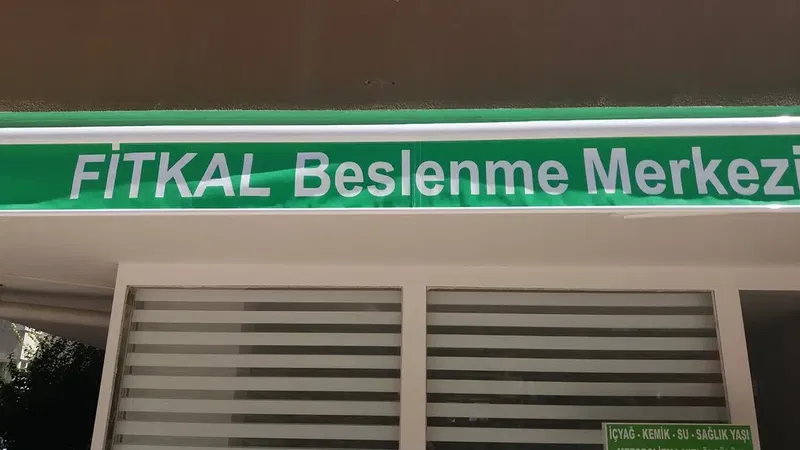 FİTKAL Beslenme Merkezi
İÇYAĞ - KEMİK - SU - SAĞLIK YAŞI